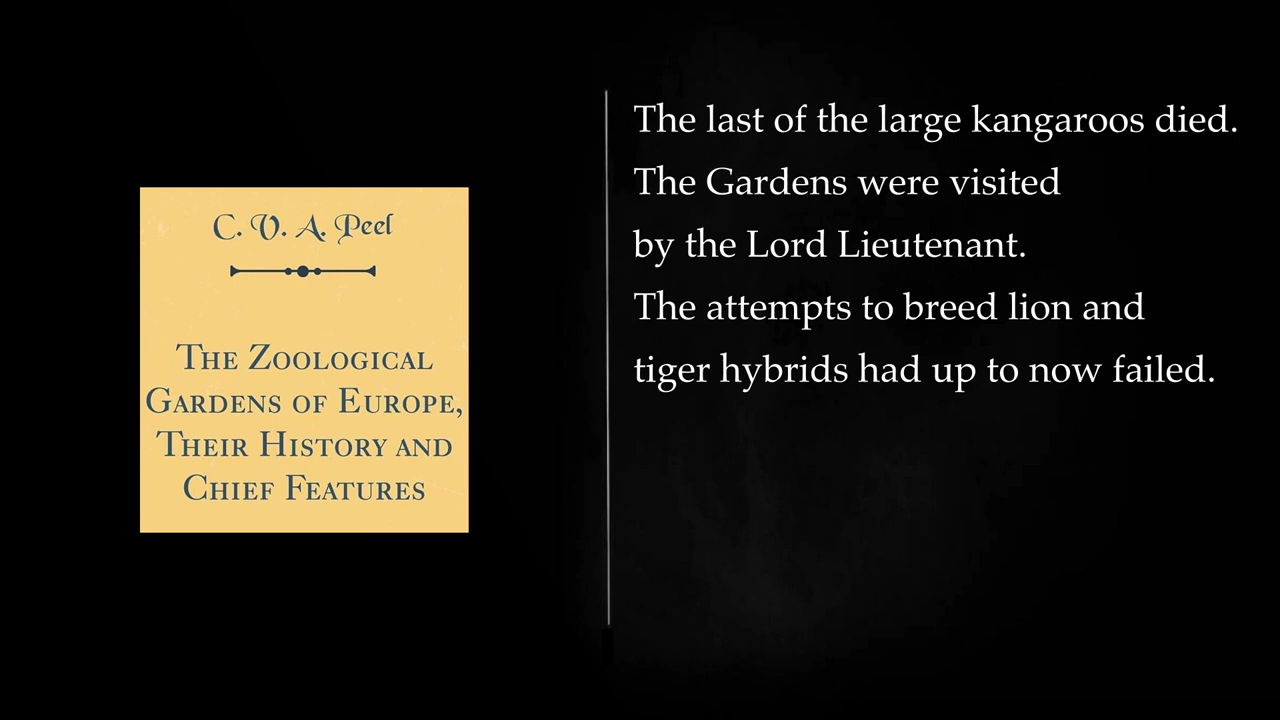 C. V. A. Peel
The Zoological
Gardens of Europe,
Their History and
Chief Features
The last of the large kangaroos died.
The Gardens were visited
by the Lord Lieutenant.
The attempts to breed lion and
tiger hybrids had up to now failed.